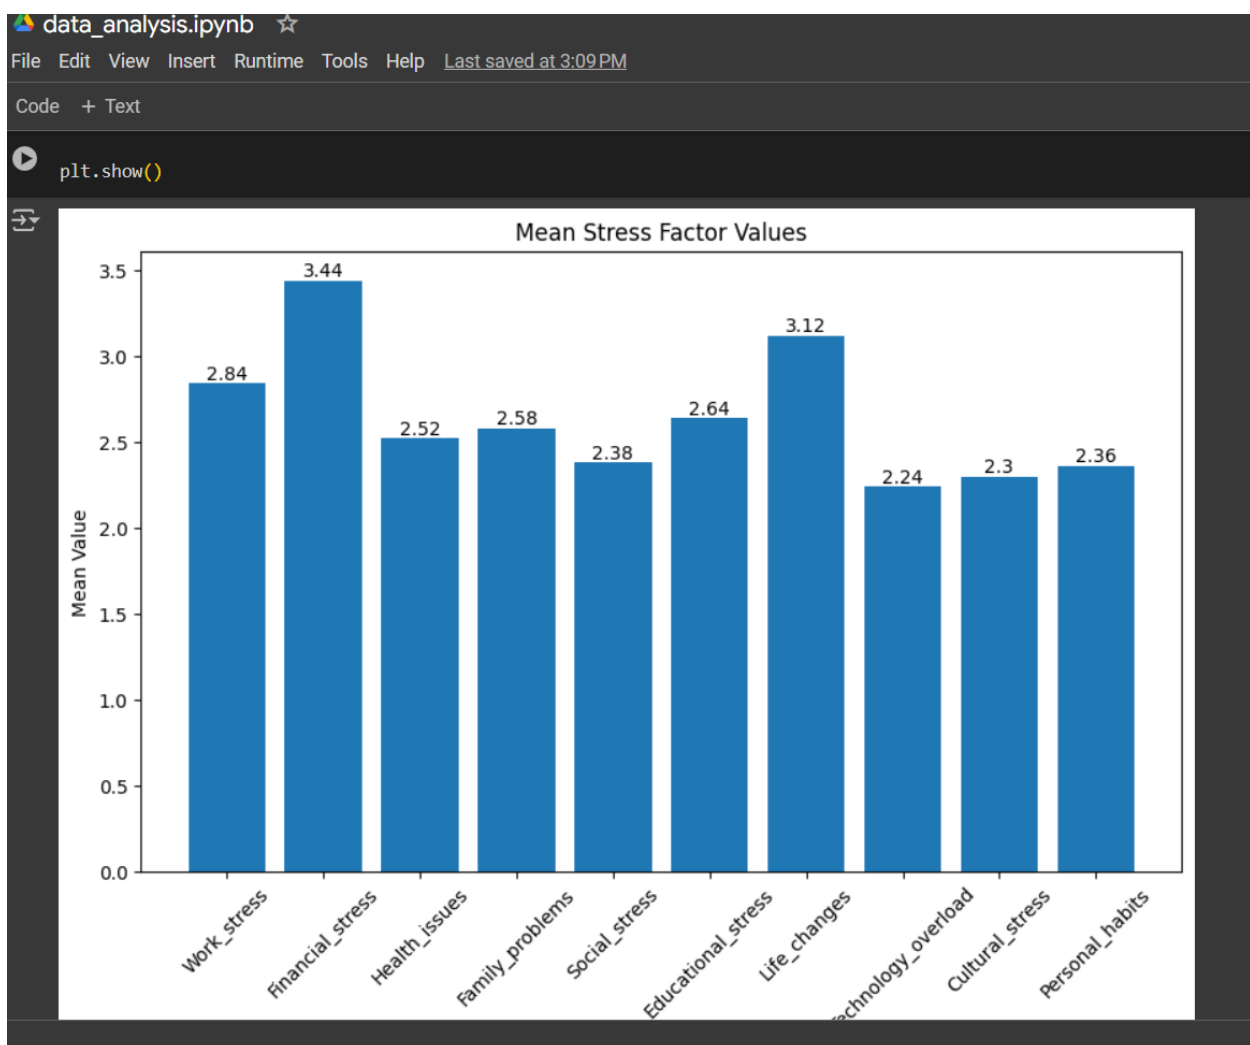 data_analysis.ipynb
File Edit View Insert Runtime Tools Help Last saved at 3:09 PM
Code + Text
plt.show()
Mean Stress Factor Values
3.5
3.0
2.5
2.0
1.5
1.0
0.5
0.0
Mean Value
2.84
3.44
2.52
2.58
2.38
2.64
3.12
2.24
2.3
2.36
Work_stress
Financial_stress
Health_issues
Family_problems
Social_stress
Educational_stress
Life_changes
echnology_overload
Cultural_stress
Personal_habits